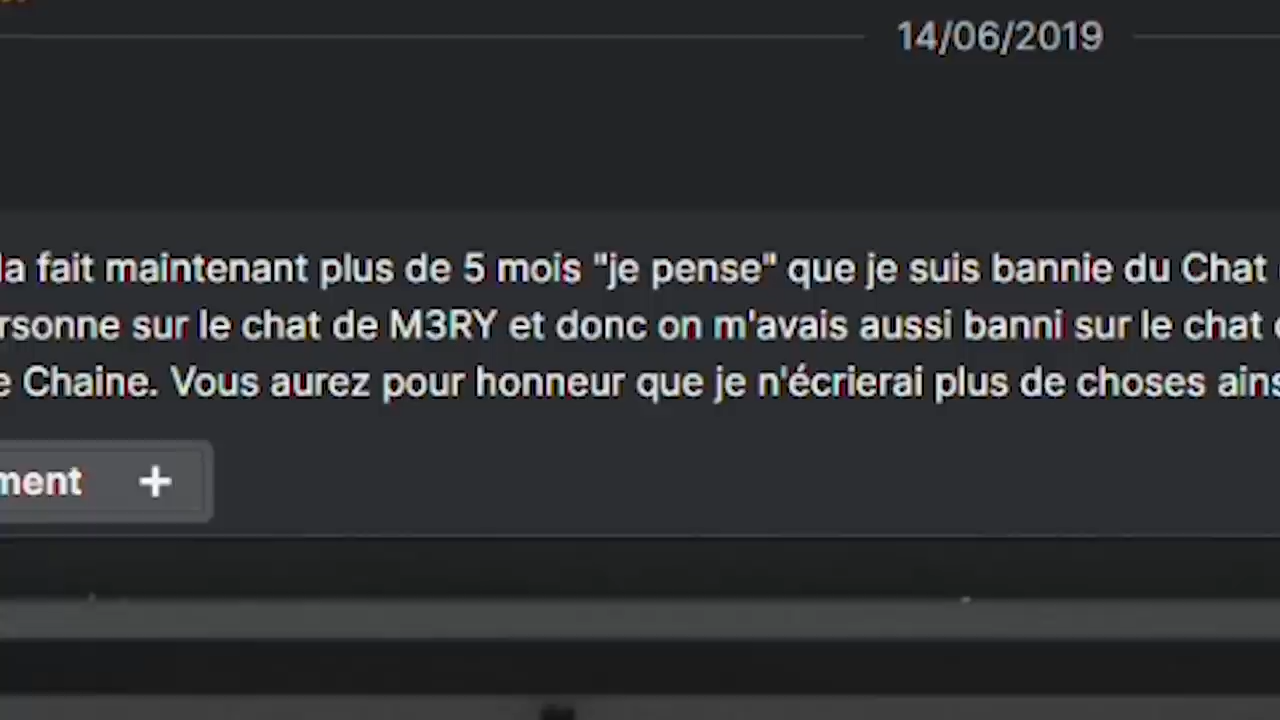 14/06/2019
la fait maintenant plus de 5 mois "je pense" que je suis bannie du Chat
rsonne sur le chat de M3RY et donc on m'avais aussi banni sur le chat
e Chaine. Vous aurez pour honneur que je n'écrierai plus de choses ains
ment +